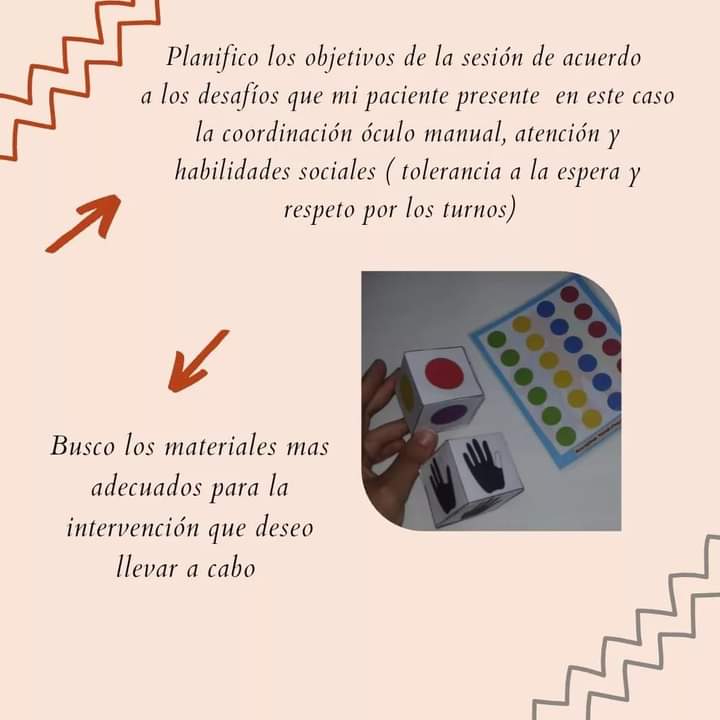 Planifico los objetivos de la sesión de acuerdo
a los desafíos que mi paciente presente en este caso
la coordinación óculo manual, atención y
habilidades sociales ( tolerancia a la espera y
respeto por los turnos)
Busco los materiales mas
adecuados para la
intervención que deseo
llevar a cabo